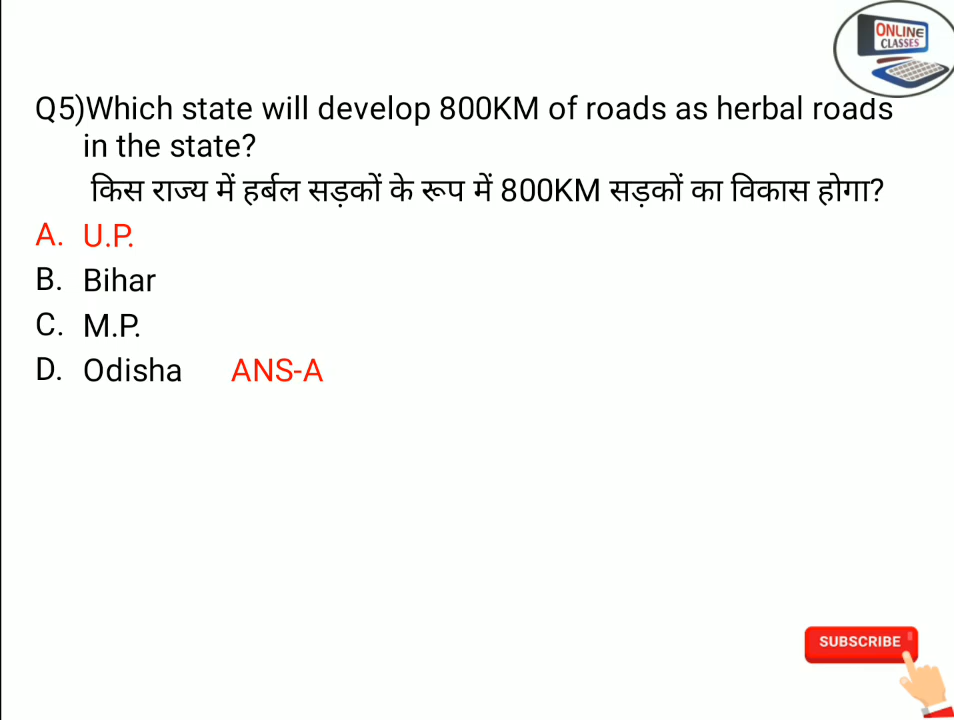 ONLINE
CLASSES
Q5)Which state will develop 800KM of roads as herbal roads
in the state?
किस राज्य में हर्बल सड़कों के रूप में 800KM सड़कों का विकास होगा?
A. U.P.
B. Bihar
C. M.P.
D. Odisha ANS-A
SUBSCRIBE